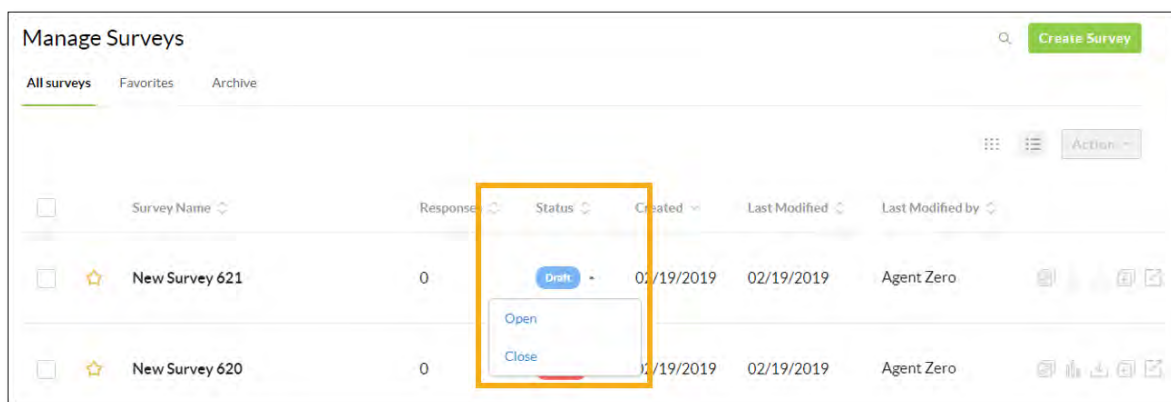 Manage Surveys
Create Survey
All surveys Favorites Archive
Action
Survey Name Responses Status Created Last Modified Last Modified by
New Survey 621 0 Draft 02/19/2019 02/19/2019 Agent Zero
Open
Close
New Survey 620 0 02/19/2019 02/19/2019 Agent Zero